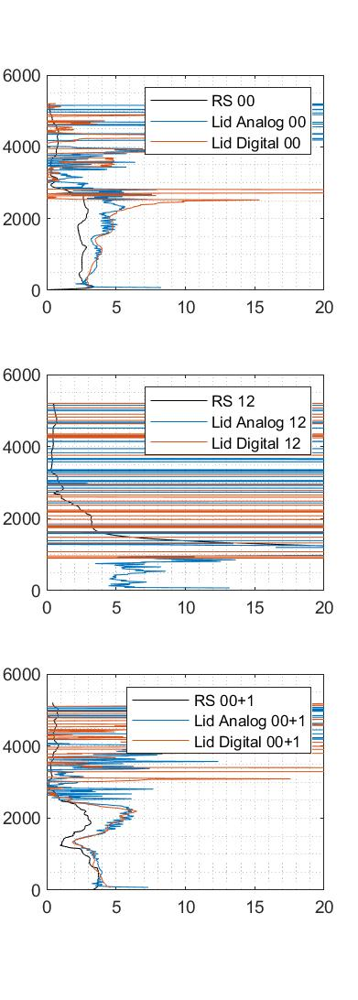 6000
RS 00
Lid Analog 00
Lid Digital 00
4000
2000
0
0 5 10 15 20
6000
RS 12
Lid Analog 12
Lid Digital 12
4000
2000
0
0 5 10 15 20
6000
RS 00+1
Lid Analog 00+1
Lid Digital 00+1
4000
2000
0
0 5 10 15 20